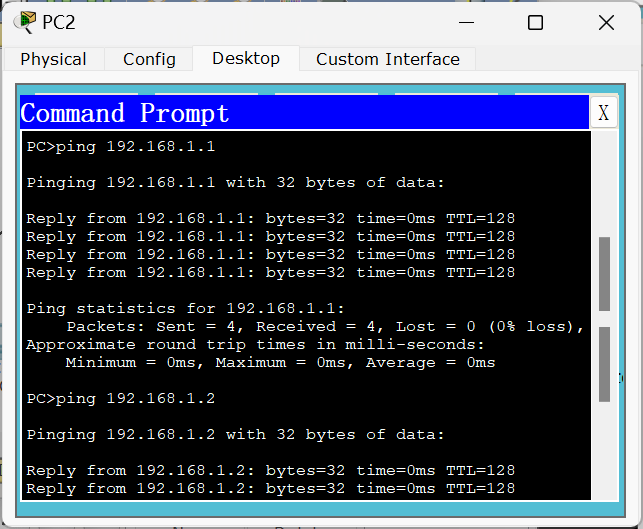 PC2
Physical Config Desktop Custom Interface
Command Prompt X
PC>ping 192.168.1.1
Pinging 192.168.1.1 with 32 bytes of data:
Reply from 192.168.1.1: bytes=32 time=0ms TTL=128
Reply from 192.168.1.1: bytes=32 time=0ms TTL=128
Reply from 192.168.1.1: bytes=32 time=0ms TTL=128
Reply from 192.168.1.1: bytes=32 time=0ms TTL=128
Ping statistics for 192.168.1.1:
Packets: Sent = 4, Received = 4, Lost = 0 (0% loss),
Approximate round trip times in milli-seconds:
Minimum = 0ms, Maximum = 0ms, Average = 0ms
PC>ping 192.168.1.2
Pinging 192.168.1.2 with 32 bytes of data:
Reply from 192.168.1.2: bytes=32 time=0ms TTL=128
Reply from 192.168.1.2: bytes=32 time=0ms TTL=128